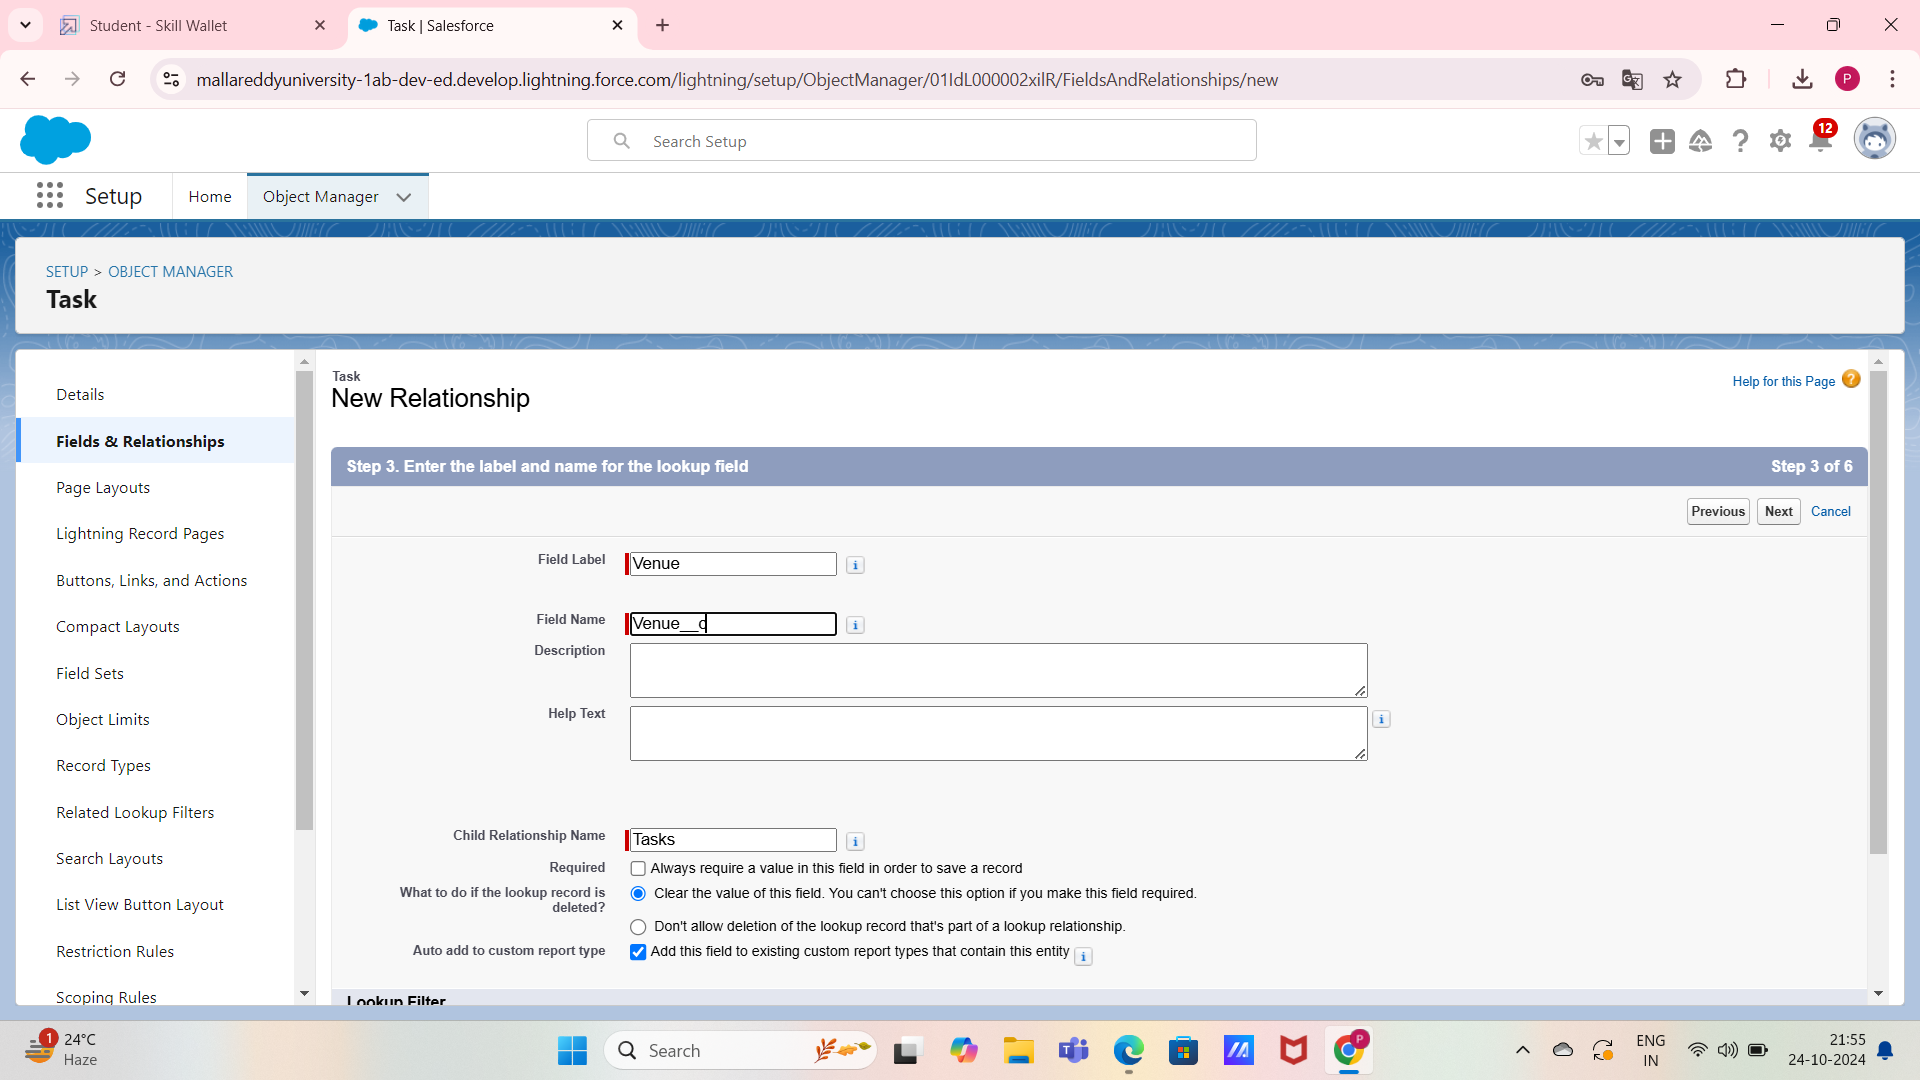 Student - Skill Wallet
Task | Salesforce
mallareddyuniversity-1ab-dev-ed.develop.lightning.force.com/lightning/setup/ObjectManager/01IdL000002xilR/FieldsAndRelationships/new
P
Search Setup
12
Setup
Home
Object Manager
SETUP > OBJECT MANAGER
Task
Details
Fields & Relationships
Page Layouts
Lightning Record Pages
Buttons, Links, and Actions
Compact Layouts
Field Sets
Object Limits
Record Types
Related Lookup Filters
Search Layouts
List View Button Layout
Restriction Rules
Scoping Rules
Task
New Relationship
Help for this Page
Step 3. Enter the label and name for the lookup field
Step 3 of 6
Previous
Next
Cancel
Field Label
Venue
Field Name
Venue__c
Description
Help Text
Child Relationship Name
Tasks
Required
Always require a value in this field in order to save a record
What to do if the lookup record is
deleted?
Clear the value of this field. You can't choose this option if you make this field required.
Don't allow deletion of the lookup record that's part of a lookup relationship.
Auto add to custom report type
Add this field to existing custom report types that contain this entity
Lookup Filter
1
24°C
Haze
Search
P
ENG
IN
21:55
24-10-2024